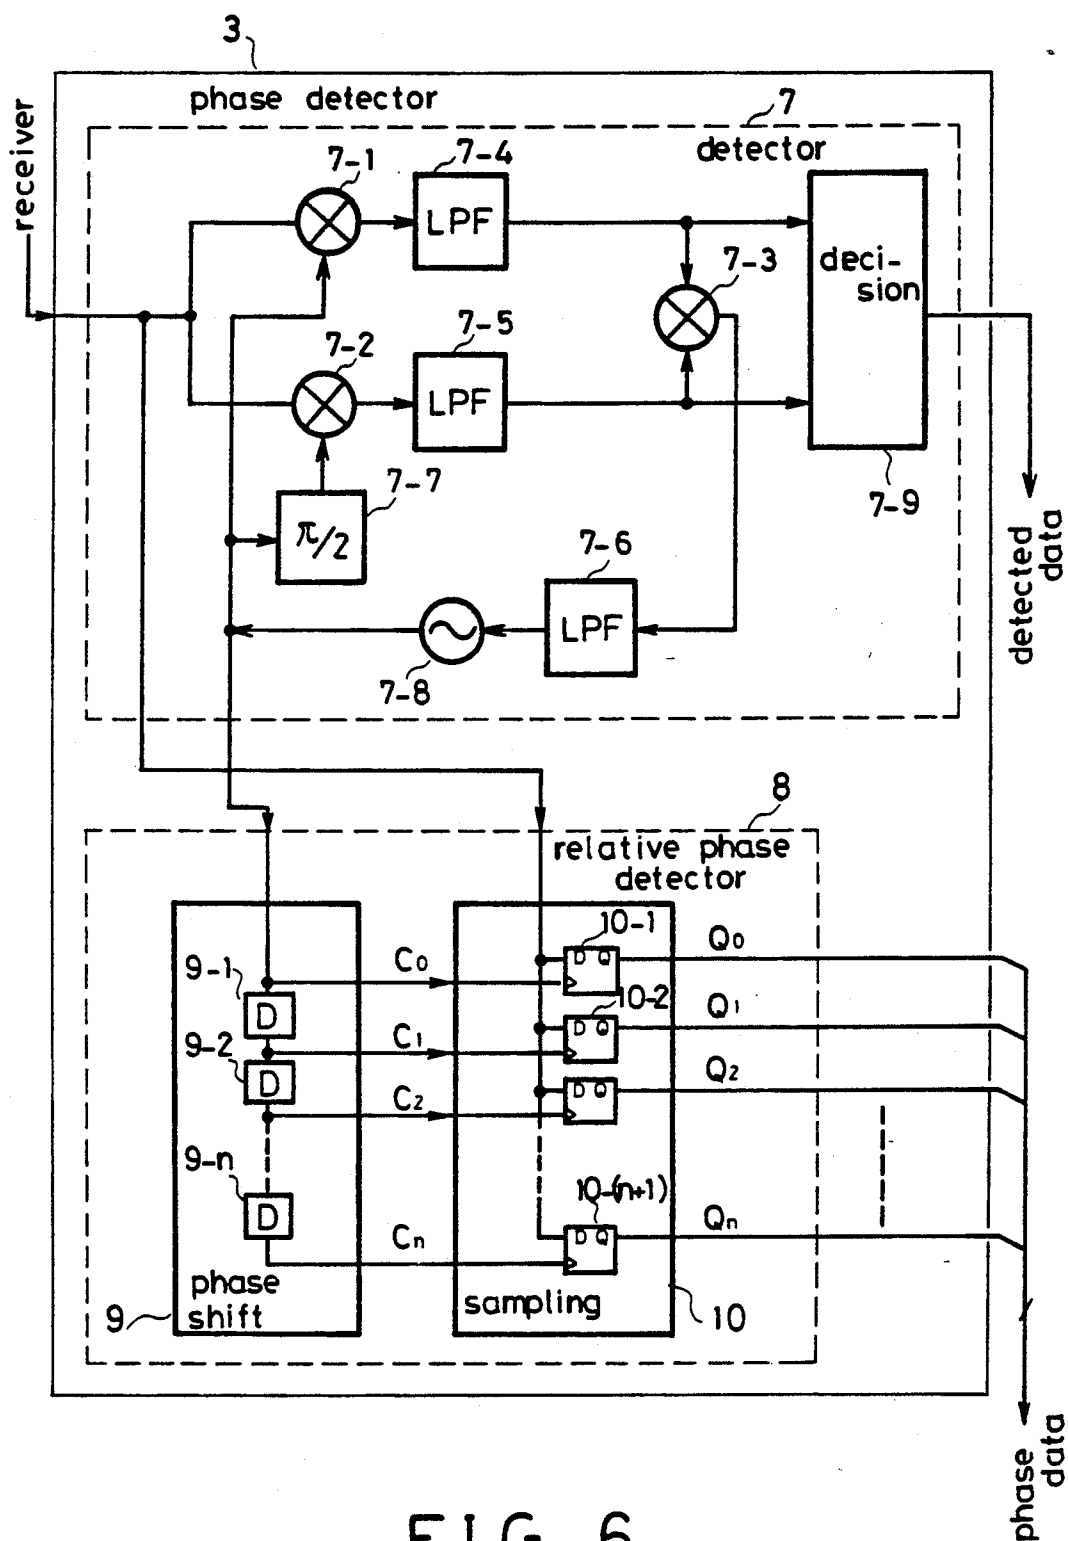 3
phase detector
receiver
7
detector
7-1
7-4
LPF
7-3
deci-
sion
7-2
7-5
LPF
7-7
π/2
7-9
7-6
LPF
7-8
detected
data
8
relative phase
detector
10-1
D Q
Q0
9-1
C0
D
10-2
D Q
Q1
9-2
C1
D
D Q
Q2
C2
9-n
D
10-(n+1)
D Q
Qn
Cn
phase
shift
9
sampling
10
phase
data
FIG. 6